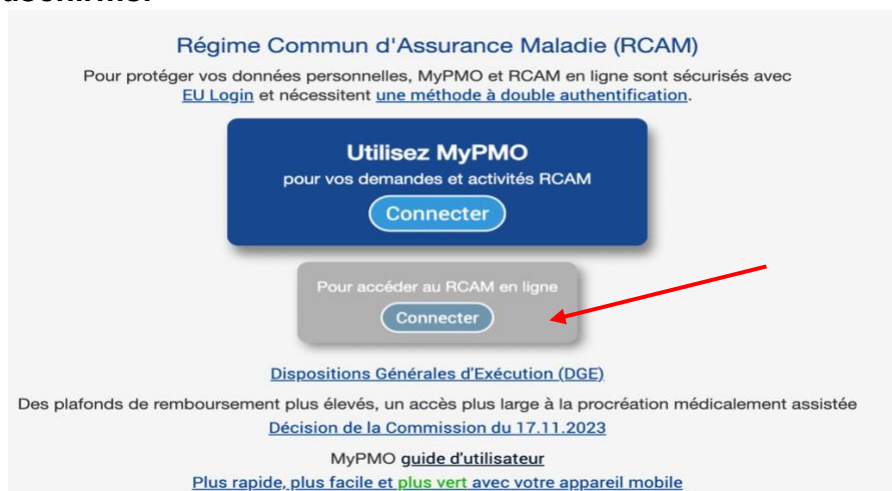 Régime Commun d'Assurance Maladie (RCAM)
Pour protéger vos données personnelles, MyPMO et RCAM en ligne sont sécurisés avec
EU Login et nécessitent une méthode à double authentification.
Utilisez MyPMO
pour vos demandes et activités RCAM
Connecter
Pour accéder au RCAM en ligne
Connecter
Dispositions Générales d'Exécution (DGE)
Des plafonds de remboursement plus élevés, un accès plus large à la procréation médicalement assistée
Décision de la Commission du 17.11.2023
MyPMO guide d'utilisateur
Plus rapide, plus facile et plus vert avec votre appareil mobile